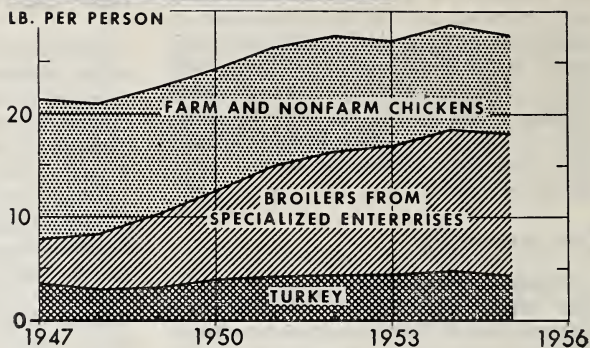 LB. PER PERSON
20
FARM AND NONFARM CHICKENS
BROILERS FROM
SPECIALIZED ENTERPRISES
10
TURKEY
0
1947 1950 1953 1956